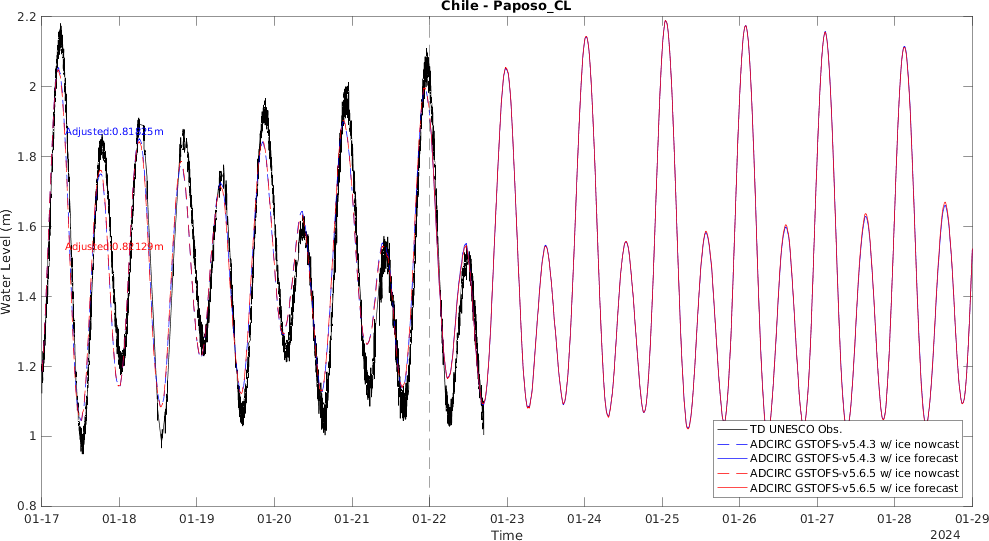 Chile - Paposo_CL
2.2
2
1.8
1.6
1.4
1.2
1
0.8
Water Level (m)
Adjusted:0.81825m
Adjusted:0.82129m
TD UNESCO Obs.
ADCIRC GSTOFS-v5.4.3 w/ ice nowcast
ADCIRC GSTOFS-v5.4.3 w/ ice forecast
ADCIRC GSTOFS-v5.6.5 w/ ice nowcast
ADCIRC GSTOFS-v5.6.5 w/ ice forecast
01-17 01-18 01-19 01-20 01-21 01-22 01-23 01-24 01-25 01-26 01-27 01-28 01-29
Time
2024